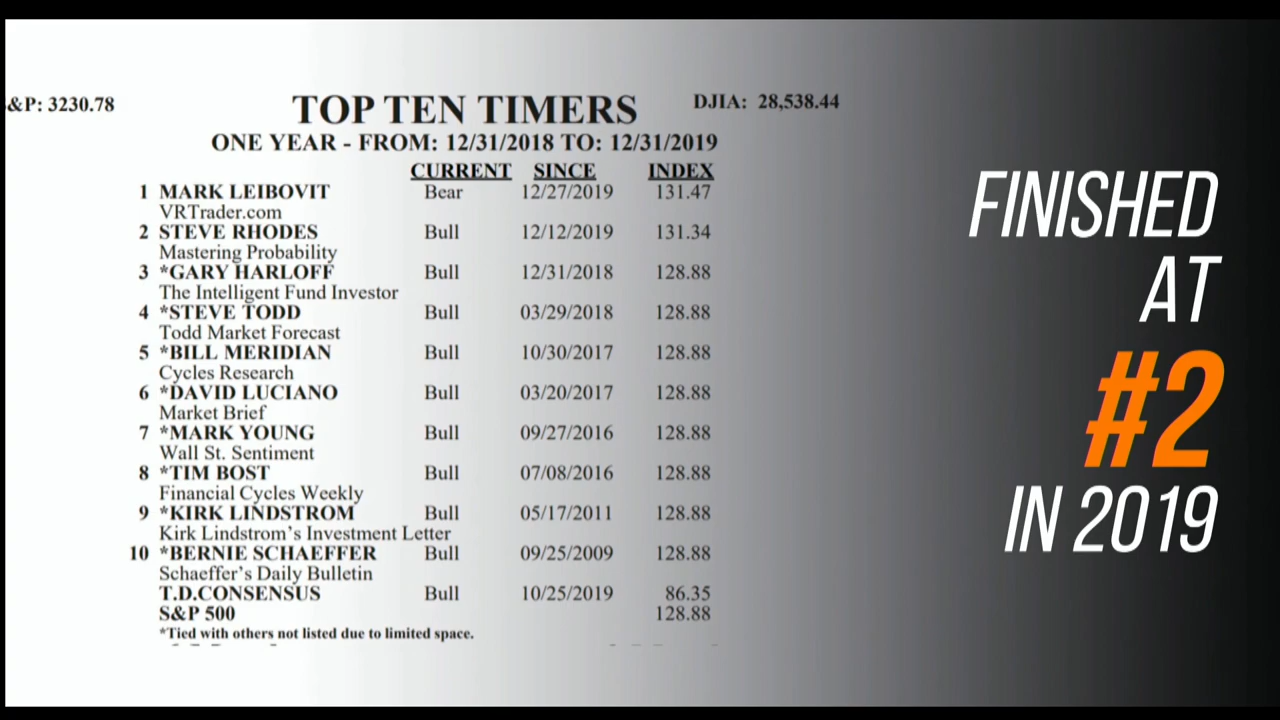 &P: 3230.78 TOP TEN TIMERS DJIA: 28,538.44
ONE YEAR - FROM: 12/31/2018 TO: 12/31/2019
CURRENT SINCE INDEX
1 MARK LEIBOVIT Bear 12/27/2019 131.47
VRTrader.com
2 STEVE RHODES Bull 12/12/2019 131.34
Mastering Probability
3 *GARY HARLOFF Bull 12/31/2018 128.88
The Intelligent Fund Investor
4 *STEVE TODD Bull 03/29/2018 128.88
Todd Market Forecast
5 *BILL MERIDIAN Bull 10/30/2017 128.88
Cycles Research
6 *DAVID LUCIANO Bull 03/20/2017 128.88
Market Brief
7 *MARK YOUNG Bull 09/27/2016 128.88
Wall St. Sentiment
8 *TIM BOST Bull 07/08/2016 128.88
Financial Cycles Weekly
9 *KIRK LINDSTROM Bull 05/17/2011 128.88
Kirk Lindstrom's Investment Letter
10 *BERNIE SCHAEFFER Bull 09/25/2009 128.88
Schaeffer's Daily Bulletin
T.D.CONSENSUS Bull 10/25/2019 86.35
S&P 500 128.88
*Tied with others not listed due to limited space.
FINISHED
AT
#2
IN 2019